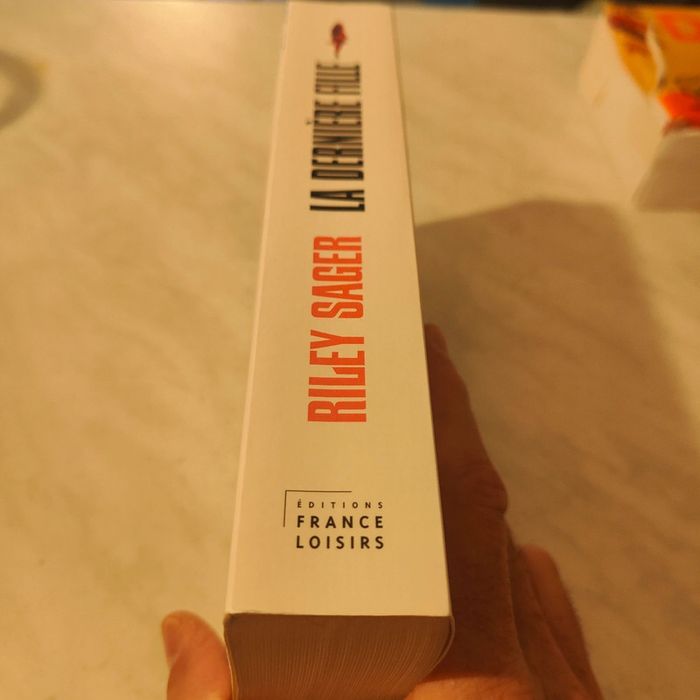 LA DERNIÈRE FILLE
RILEY SAGER
ÉDITIONS
FRANCE
LOISIRS